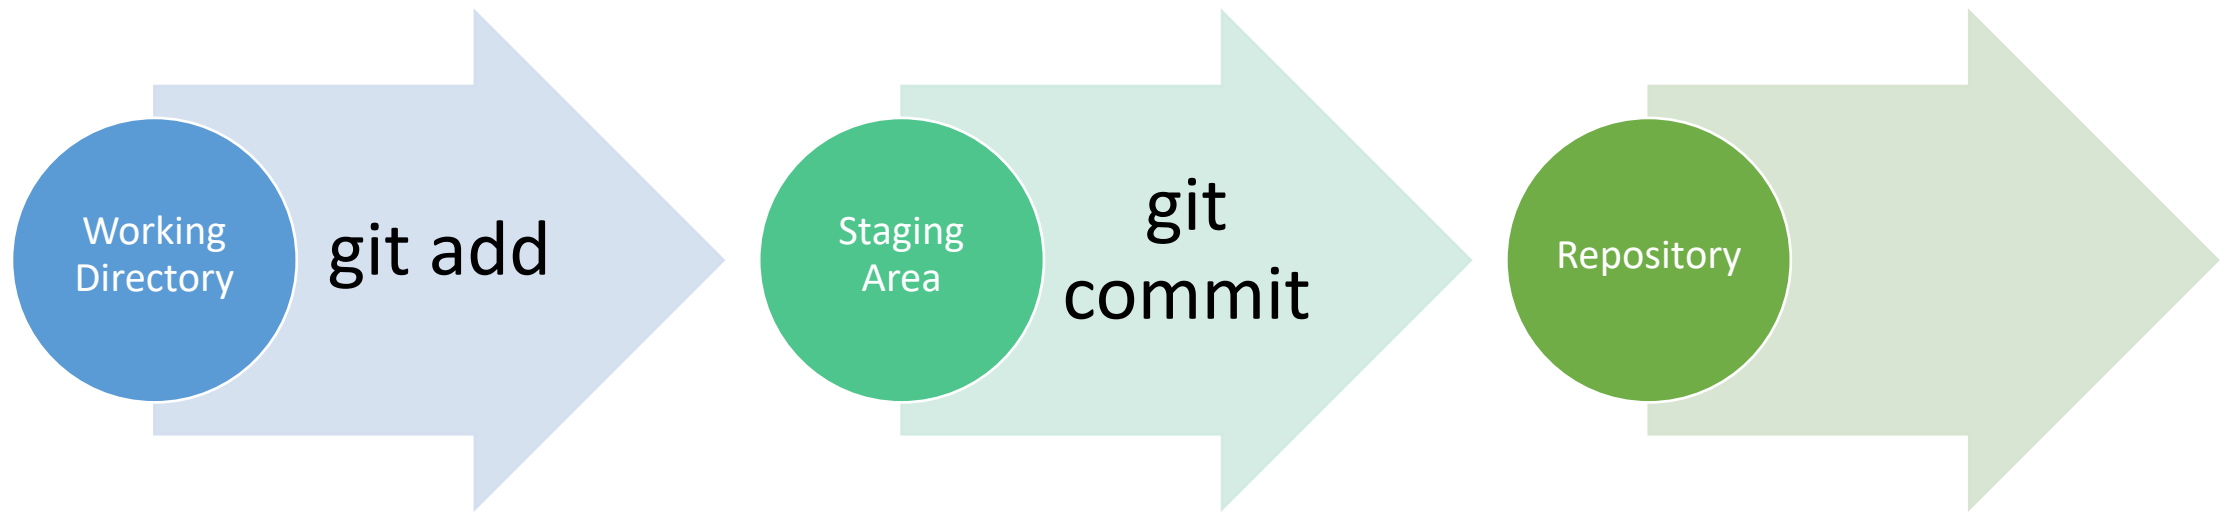 Working
Directory
git add
Staging
Area
git
commit
Repository